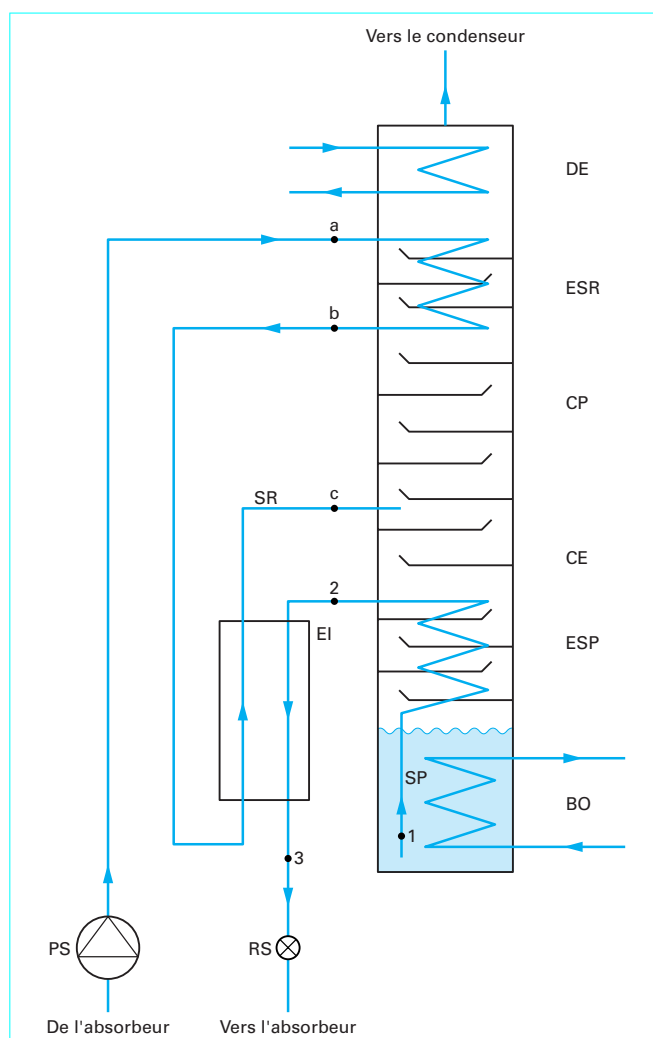 Vers le condenseur
DE
a
ESR
b
CP
SR
c
CE
2
EI
ESP
SP
BO
1
3
PS
RS
De l'absorbeur
Vers l'absorbeur